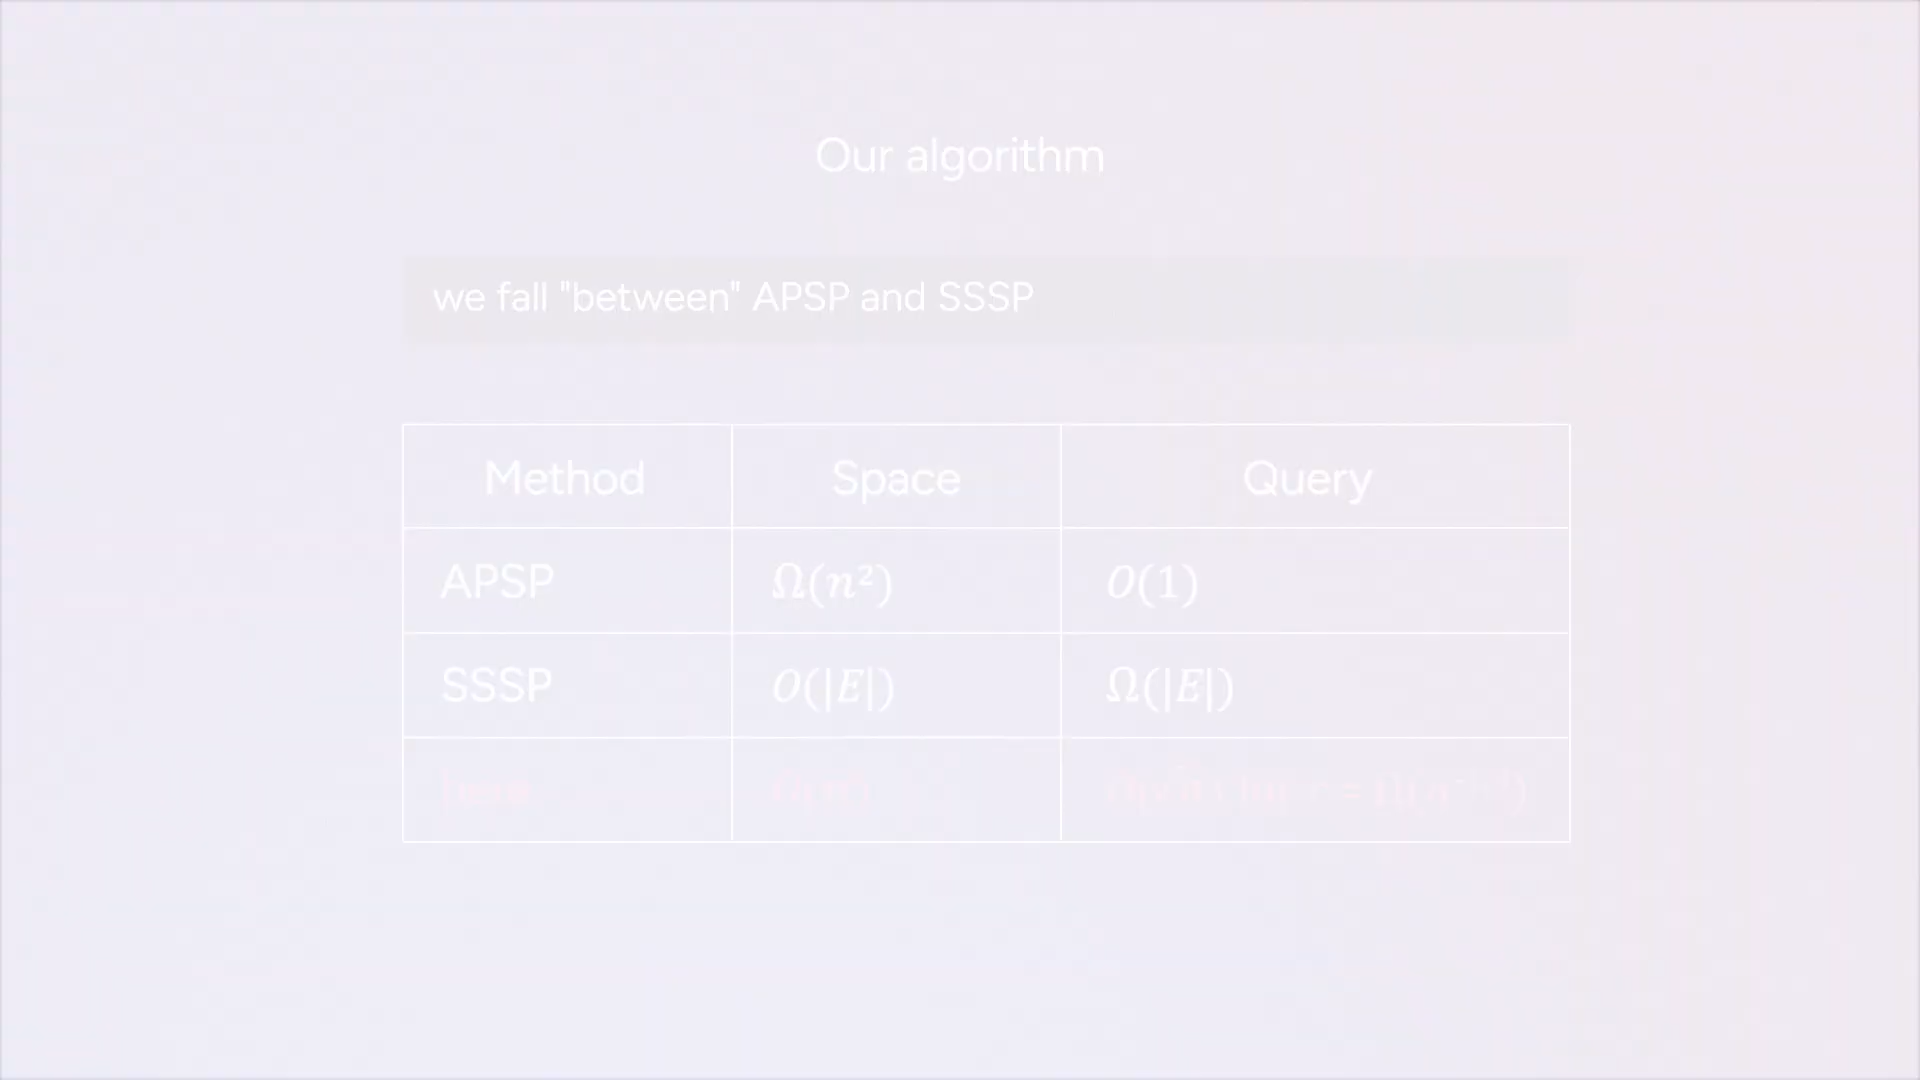 Our algorithm
we fall "between" APSP and SSSP
Method Space Query
APSP Ω(n²) O(1)
SSSP O(|E|) Ω(|E|)